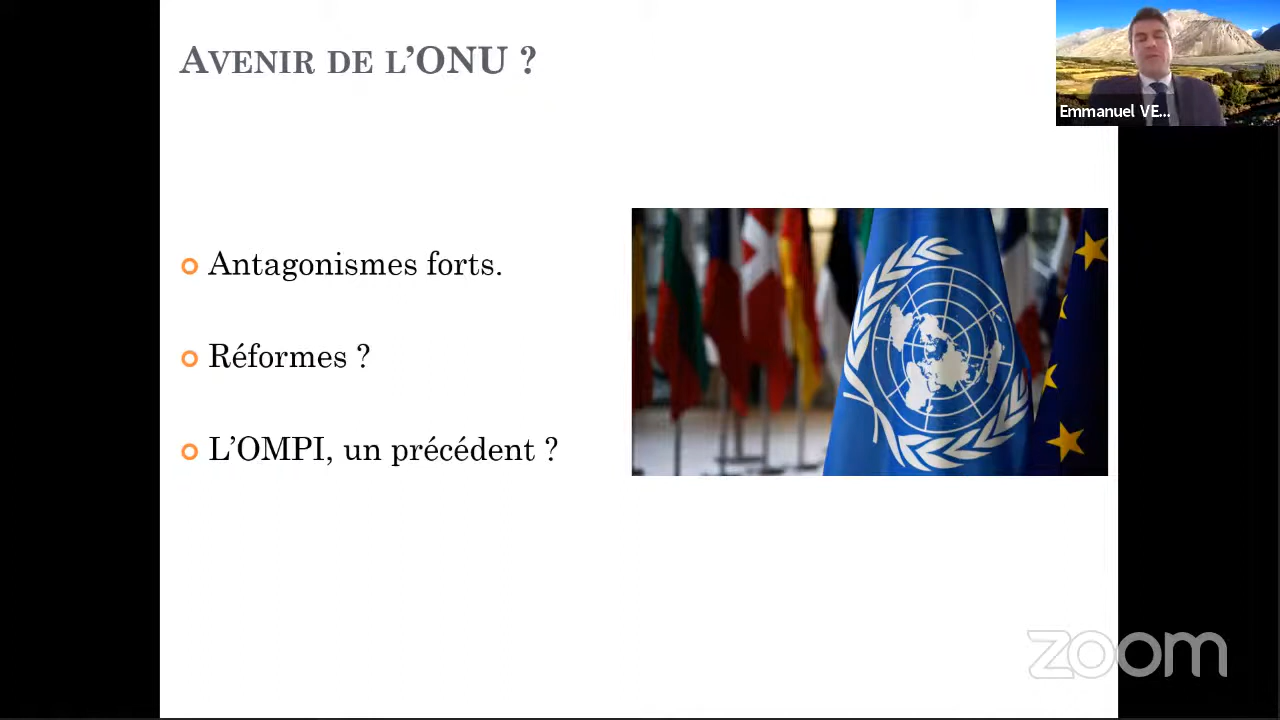 AVENIR DE L'ONU ?
Emmanuel VE...
Antagonismes forts.
Réformes ?
L'OMPI, un précédent ?
zoom